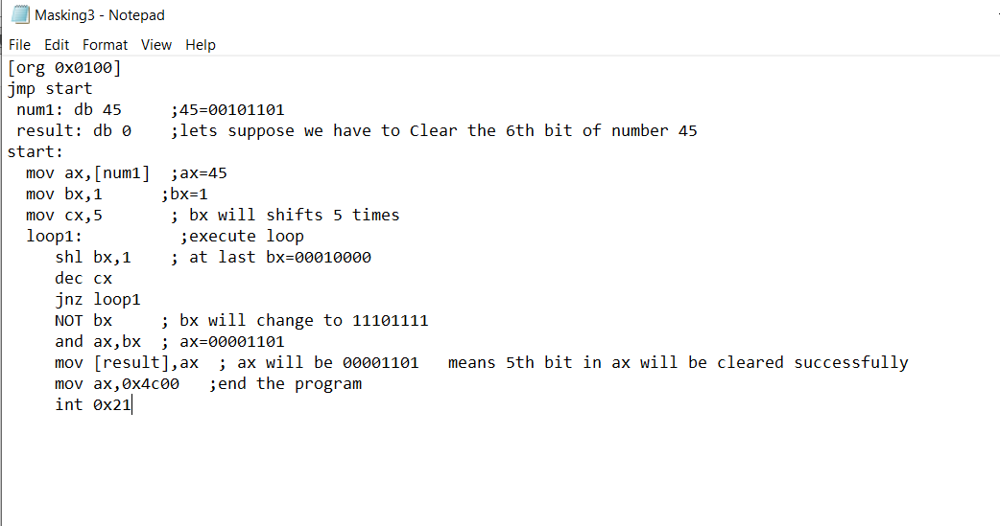 Masking3 - Notepad
File Edit Format View Help
[org 0x0100]
jmp start
 num1: db 45    ;45=00101101
 result: db 0    ;lets suppose we have to Clear the 6th bit of number 45
start:
  mov ax,[num1]  ;ax=45
  mov bx,1      ;bx=1
  mov cx,5       ; bx will shifts 5 times
  loop1:          ;execute loop
     shl bx,1    ; at last bx=00010000
     dec cx
     jnz loop1
     NOT bx     ; bx will change to 11101111
     and ax,bx  ; ax=00001101
     mov [result],ax  ; ax will be 00001101   means 5th bit in ax will be cleared successfully
     mov ax,0x4c00   ;end the program
     int 0x21